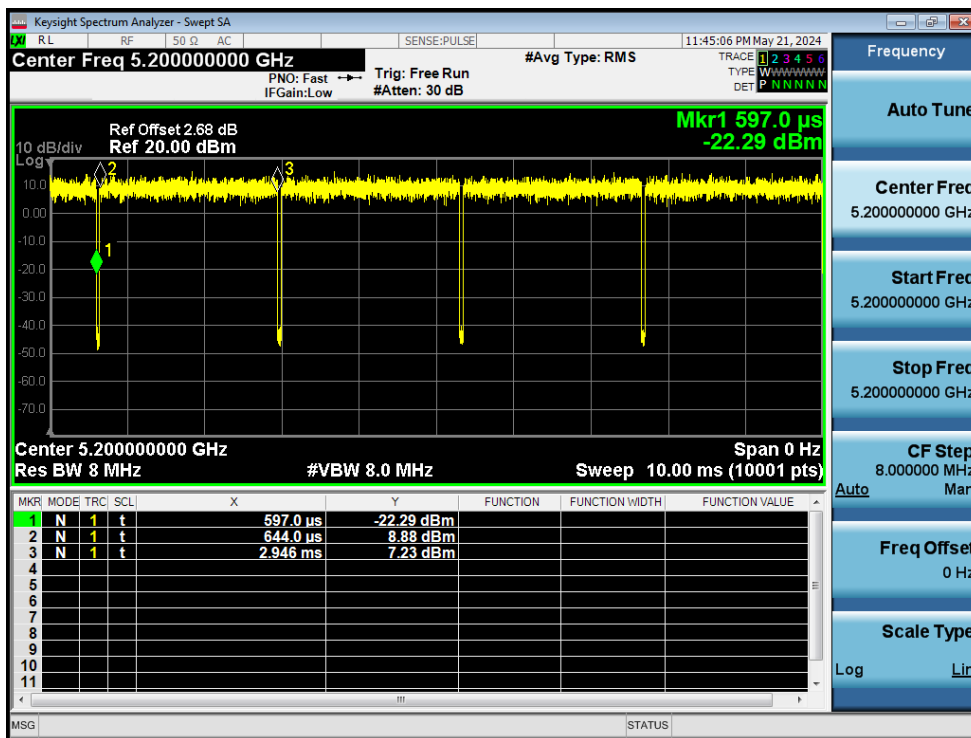 Keysight Spectrum Analyzer - Swept SA
LXI RL RF 50 Ω AC SENSE:PULSE 11:45:06 PM May 21, 2024
Center Freq 5.200000000 GHz #Avg Type: RMS TRACE 1 2 3 4 5 6
PNO: Fast Trig: Free Run TYPE WWWWWW
IFGain:Low #Atten: 30 dB DET P N N N N N
Mkr1 597.0 µs
-22.29 dBm
Ref Offset 2.68 dB
10 dB/div Ref 20.00 dBm
Log
10.0
0.00
-10.0
-20.0
-30.0
-40.0
-50.0
-60.0
-70.0
2
3
1
Center 5.200000000 GHz Span 0 Hz
Res BW 8 MHz #VBW 8.0 MHz Sweep 10.00 ms (10001 pts)
MKR MODE TRC SCL X Y FUNCTION FUNCTION WIDTH FUNCTION VALUE
1 N 1 t 597.0 µs -22.29 dBm
2 N 1 t 644.0 µs 8.88 dBm
3 N 1 t 2.946 ms 7.23 dBm
4
5
6
7
8
9
10
11
MSG STATUS
Frequency
Auto Tune
Center Freq
5.200000000 GHz
Start Freq
5.200000000 GHz
Stop Freq
5.200000000 GHz
CF Step
8.000000 MHz
Auto Man
Freq Offset
0 Hz
Scale Type
Log Lin